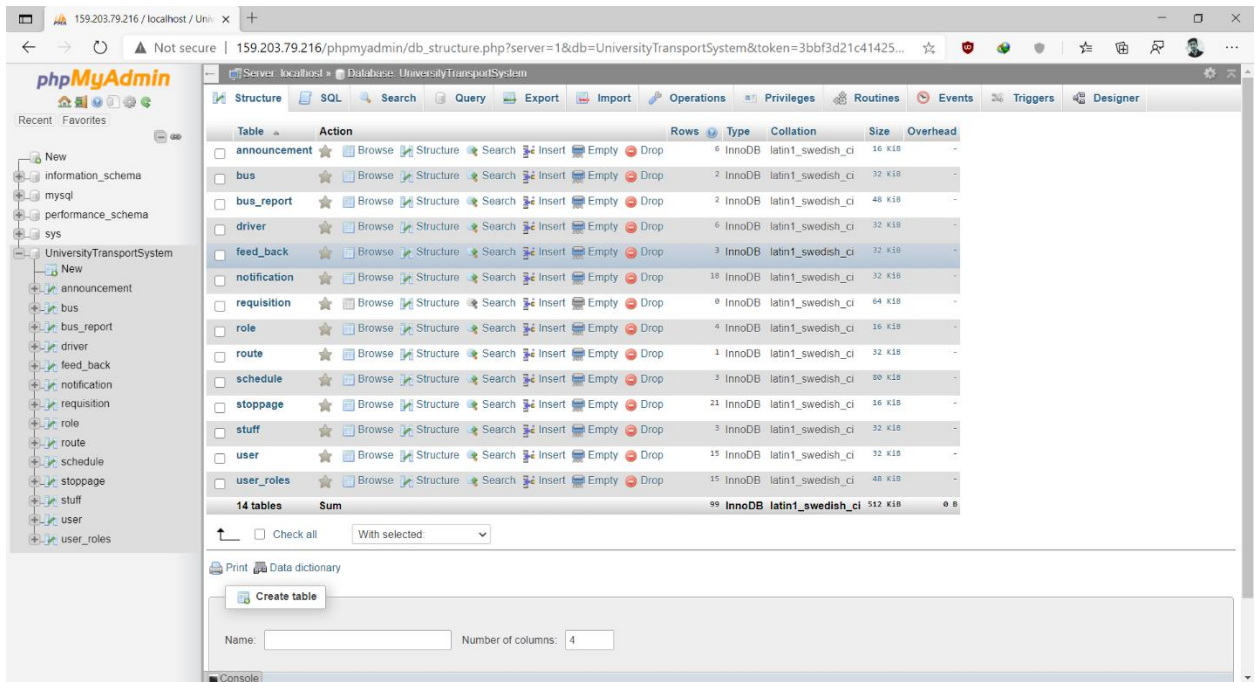 159.203.79.216 / localhost / Univ
Not secure | 159.203.79.216/phpmyadmin/db_structure.php?server=1&db=UniversityTransportSystem&token=3bbf3d21c41425...
phpMyAdmin
Recent Favorites
New
information_schema
mysql
performance_schema
sys
UniversityTransportSystem
New
announcement
bus
bus_report
driver
feed_back
notification
requisition
role
route
schedule
stoppage
stuff
user
user_roles
Server: localhost » Database: UniversityTransportSystem
Structure SQL Search Query Export Import Operations Privileges Routines Events Triggers Designer
Table Action Rows Type Collation Size Overhead
announcement Browse Structure Search Insert Empty Drop 6 InnoDB latin1_swedish_ci 16 KiB -
bus Browse Structure Search Insert Empty Drop 2 InnoDB latin1_swedish_ci 32 KiB -
bus_report Browse Structure Search Insert Empty Drop 2 InnoDB latin1_swedish_ci 48 KiB -
driver Browse Structure Search Insert Empty Drop 6 InnoDB latin1_swedish_ci 32 KiB -
feed_back Browse Structure Search Insert Empty Drop 3 InnoDB latin1_swedish_ci 32 KiB -
notification Browse Structure Search Insert Empty Drop 18 InnoDB latin1_swedish_ci 32 KiB -
requisition Browse Structure Search Insert Empty Drop 0 InnoDB latin1_swedish_ci 64 KiB -
role Browse Structure Search Insert Empty Drop 4 InnoDB latin1_swedish_ci 16 KiB -
route Browse Structure Search Insert Empty Drop 1 InnoDB latin1_swedish_ci 32 KiB -
schedule Browse Structure Search Insert Empty Drop 3 InnoDB latin1_swedish_ci 80 KiB -
stoppage Browse Structure Search Insert Empty Drop 21 InnoDB latin1_swedish_ci 16 KiB -
stuff Browse Structure Search Insert Empty Drop 3 InnoDB latin1_swedish_ci 32 KiB -
user Browse Structure Search Insert Empty Drop 15 InnoDB latin1_swedish_ci 32 KiB -
user_roles Browse Structure Search Insert Empty Drop 15 InnoDB latin1_swedish_ci 48 KiB -
14 tables Sum 99 InnoDB latin1_swedish_ci 512 KiB 0 B
Check all With selected:
Print Data dictionary
Create table
Name: Number of columns: 4
Console